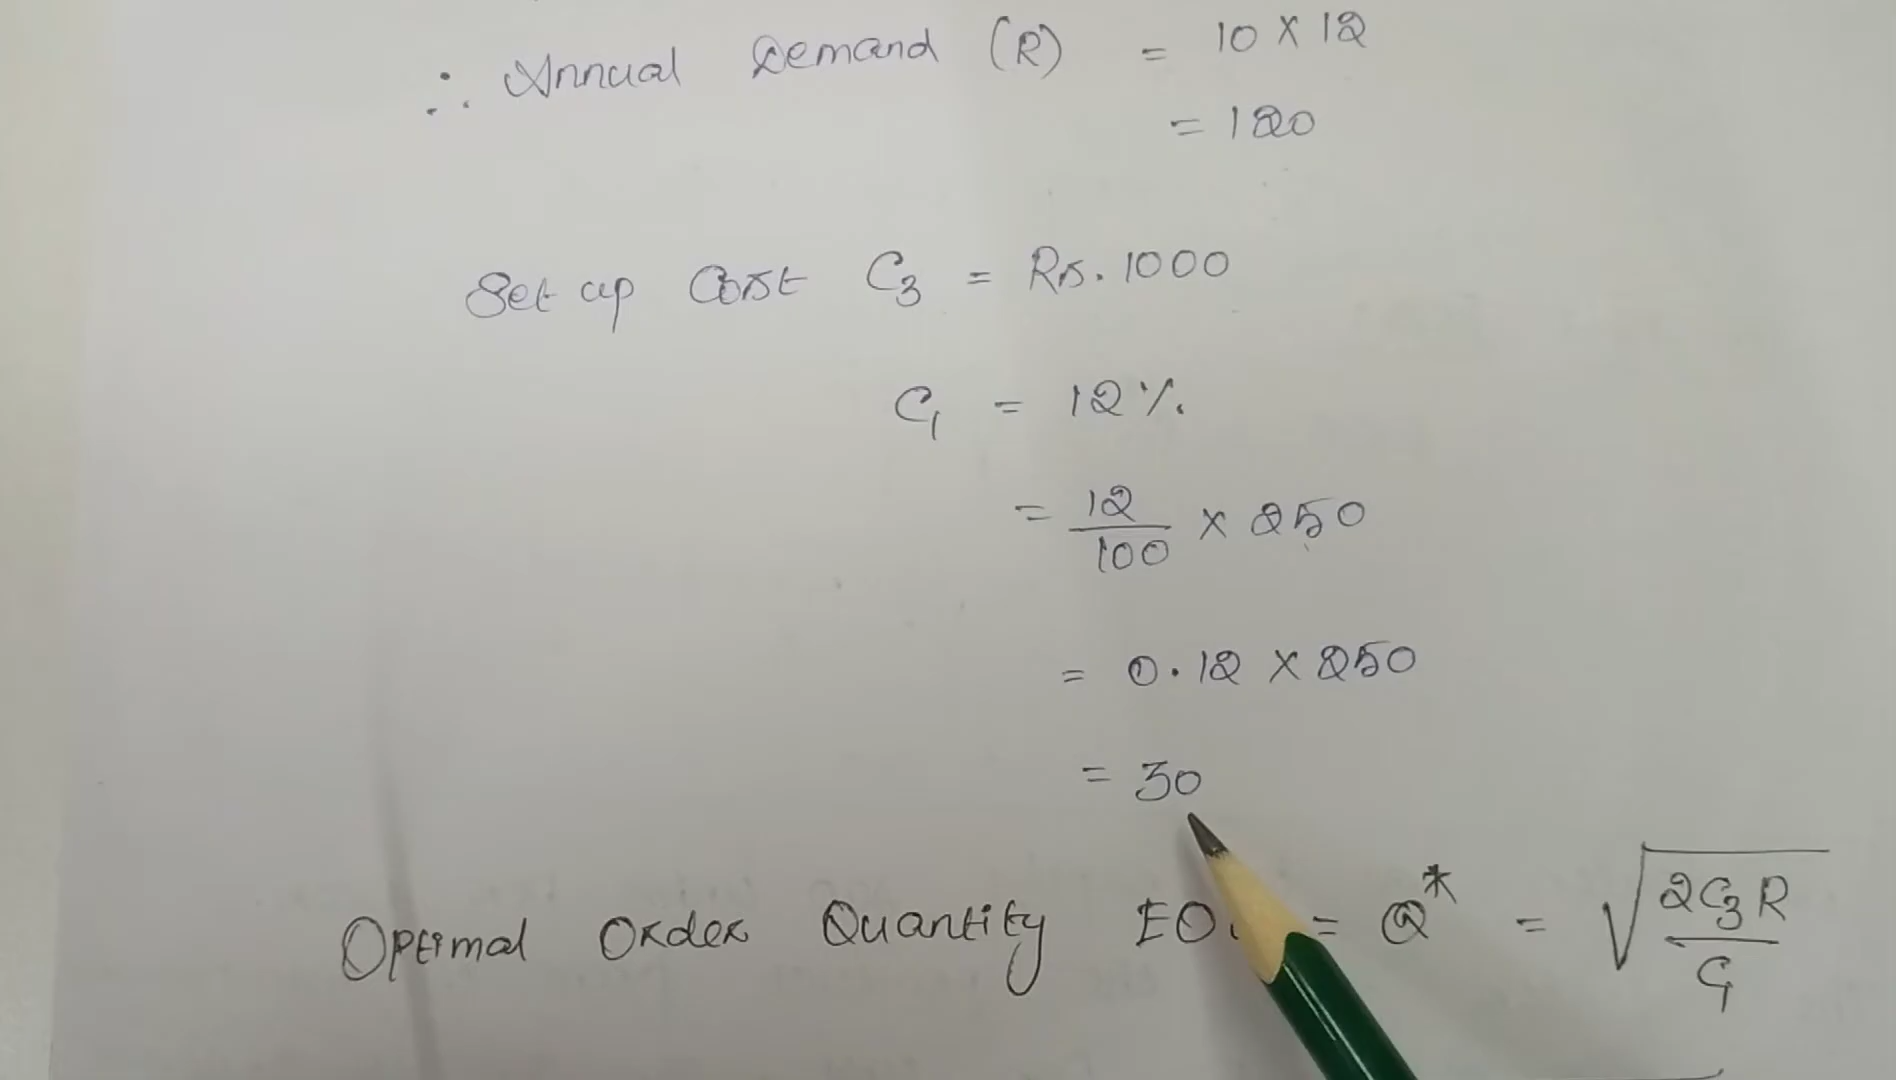 ∴ Annual Demand (R) = 10 × 12
= 120
Set up Cost C₃ = Rs. 1000
C₁ = 12%
= 12/100 × 250
= 0.12 × 250
= 30
Optimal Order Quantity = Q* = √(2C₃R/C₁)